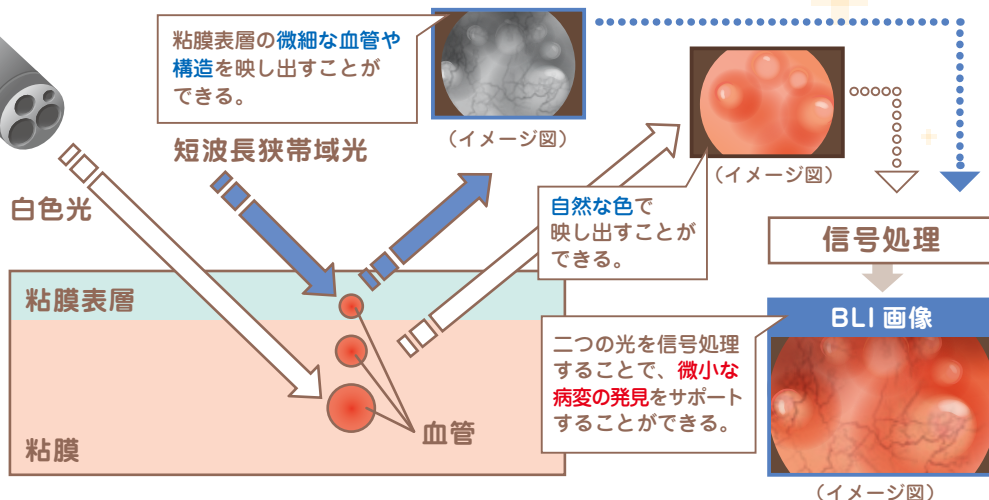 粘膜表層の微細な血管や
構造を映し出すことが
できる。
（イメージ図）
短波長狭帯域光
白色光
（イメージ図）
自然な色で
映し出すことが
できる。
信号処理
粘膜表層
BLI 画像
二つの光を信号処理
することで、微小な
病変の発見をサポート
することができる。
血管
粘膜
（イメージ図）